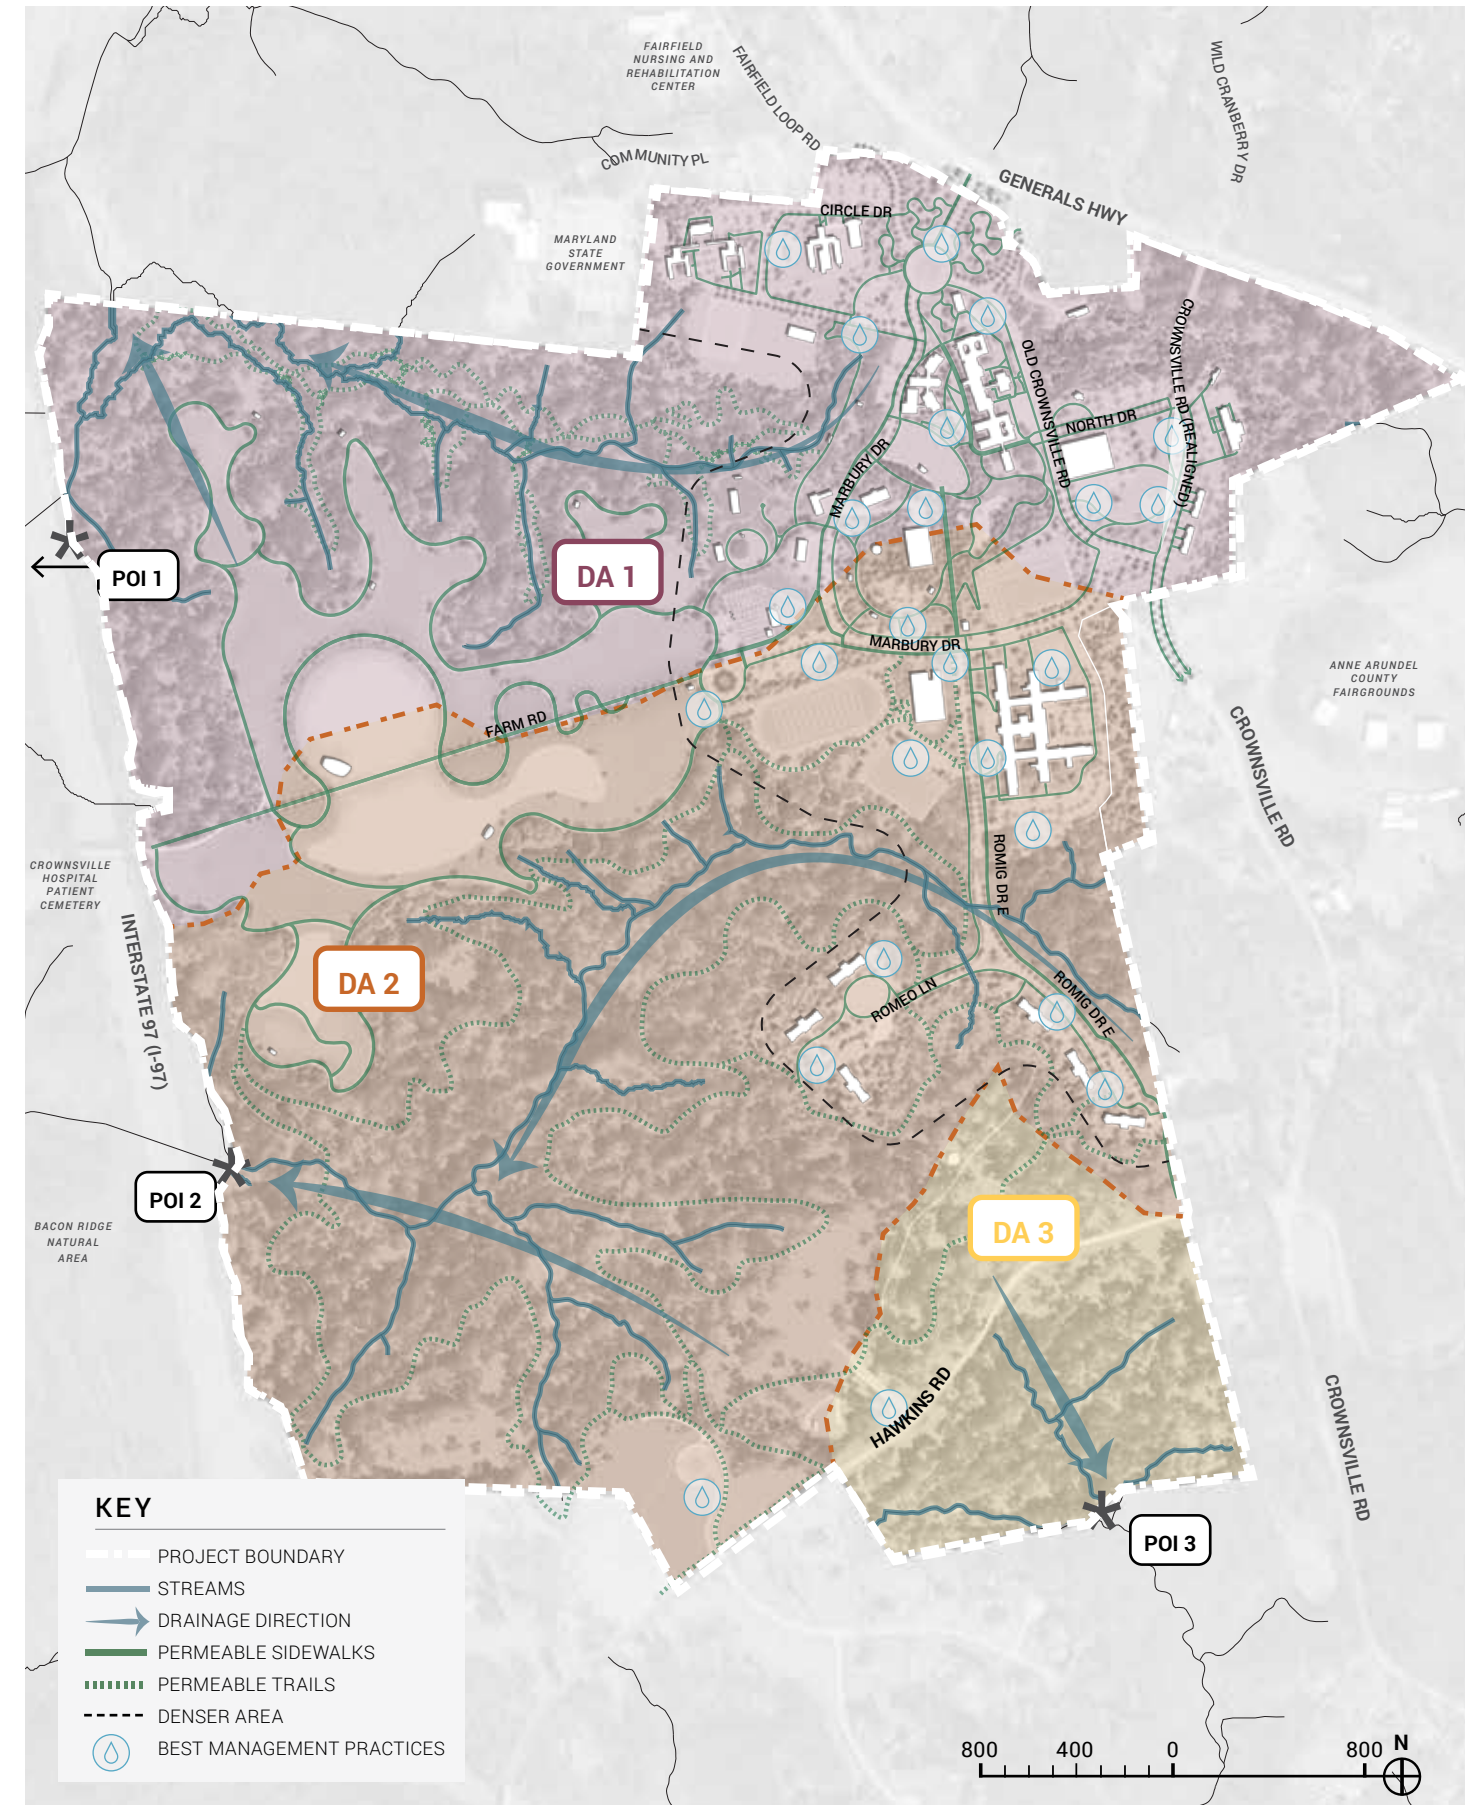 FAIRFIELD
NURSING AND
REHABILITATION
CENTER
FAIRFIELD LOOP RD
WILD CRANBERRY DR
COMMUNITY PL
GENERALS HWY
CIRCLE DR
MARYLAND
STATE
GOVERNMENT
CROWNSVILLE RD (REALIGNED)
OLD CROWNSVILLE RD
NORTH DR
MARBURY DR
POI 1
DA 1
MARBURY DR
ANNE ARUNDEL
COUNTY
FAIRGROUNDS
FARM RD
CROWNSVILLE RD
CROWNSVILLE
HOSPITAL
PATIENT
CEMETERY
ROMIG DR E
INTERSTATE 97 (I-97)
DA 2
ROMEO LN
ROMIG DR E
POI 2
BACON RIDGE
NATURAL
AREA
DA 3
HAWKINS RD
CROWNSVILLE RD
POI 3
KEY
PROJECT BOUNDARY
STREAMS
DRAINAGE DIRECTION
PERMEABLE SIDEWALKS
PERMEABLE TRAILS
DENSER AREA
BEST MANAGEMENT PRACTICES
800 400 0 800 N